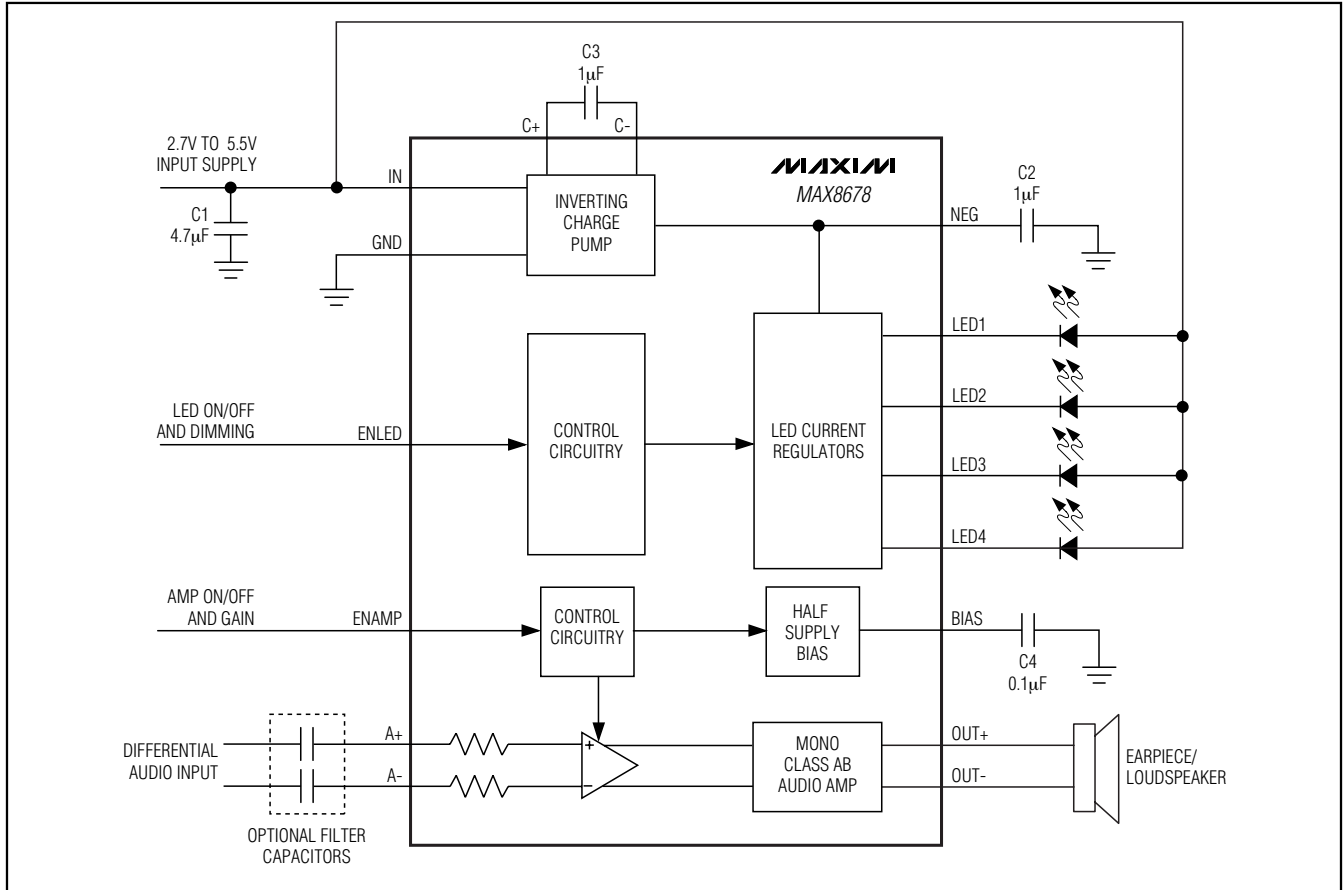 C3
1µF
C+
C-
2.7V TO 5.5V
INPUT SUPPLY
IN
C1
4.7µF
GND
INVERTING
CHARGE
PUMP
MAXIM
MAX8678
NEG
C2
1µF
LED1
LED2
LED3
LED4
LED ON/OFF
AND DIMMING
ENLED
CONTROL
CIRCUITRY
LED CURRENT
REGULATORS
AMP ON/OFF
AND GAIN
ENAMP
CONTROL
CIRCUITRY
HALF
SUPPLY
BIAS
BIAS
C4
0.1µF
DIFFERENTIAL
AUDIO INPUT
A+
A-
+
−
MONO
CLASS AB
AUDIO AMP
OUT+
OUT-
EARPIECE/
LOUDSPEAKER
OPTIONAL FILTER
CAPACITORS